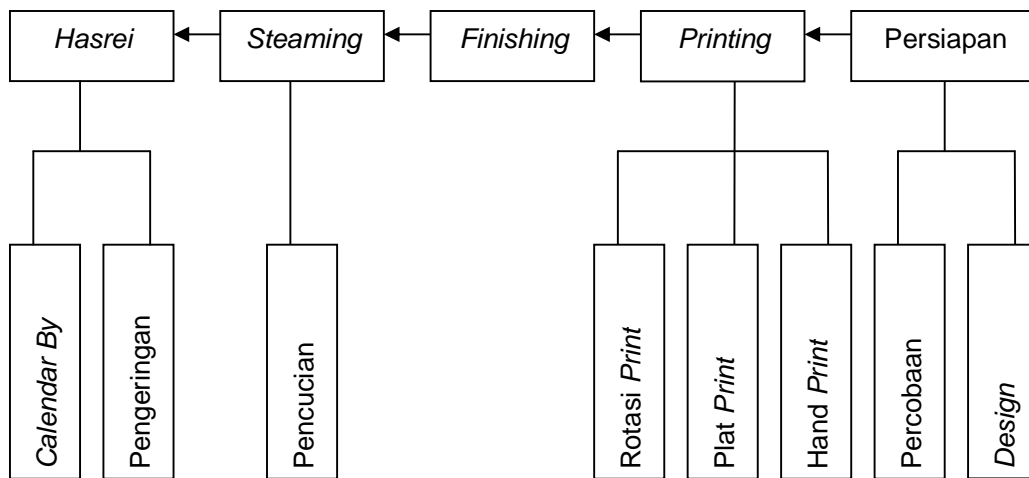 Hasrei
Steaming
Finishing
Printing
Persiapan
Calendar By
Pengeringan
Pencucian
Rotasi Print
Plat Print
Hand Print
Percobaan
Design